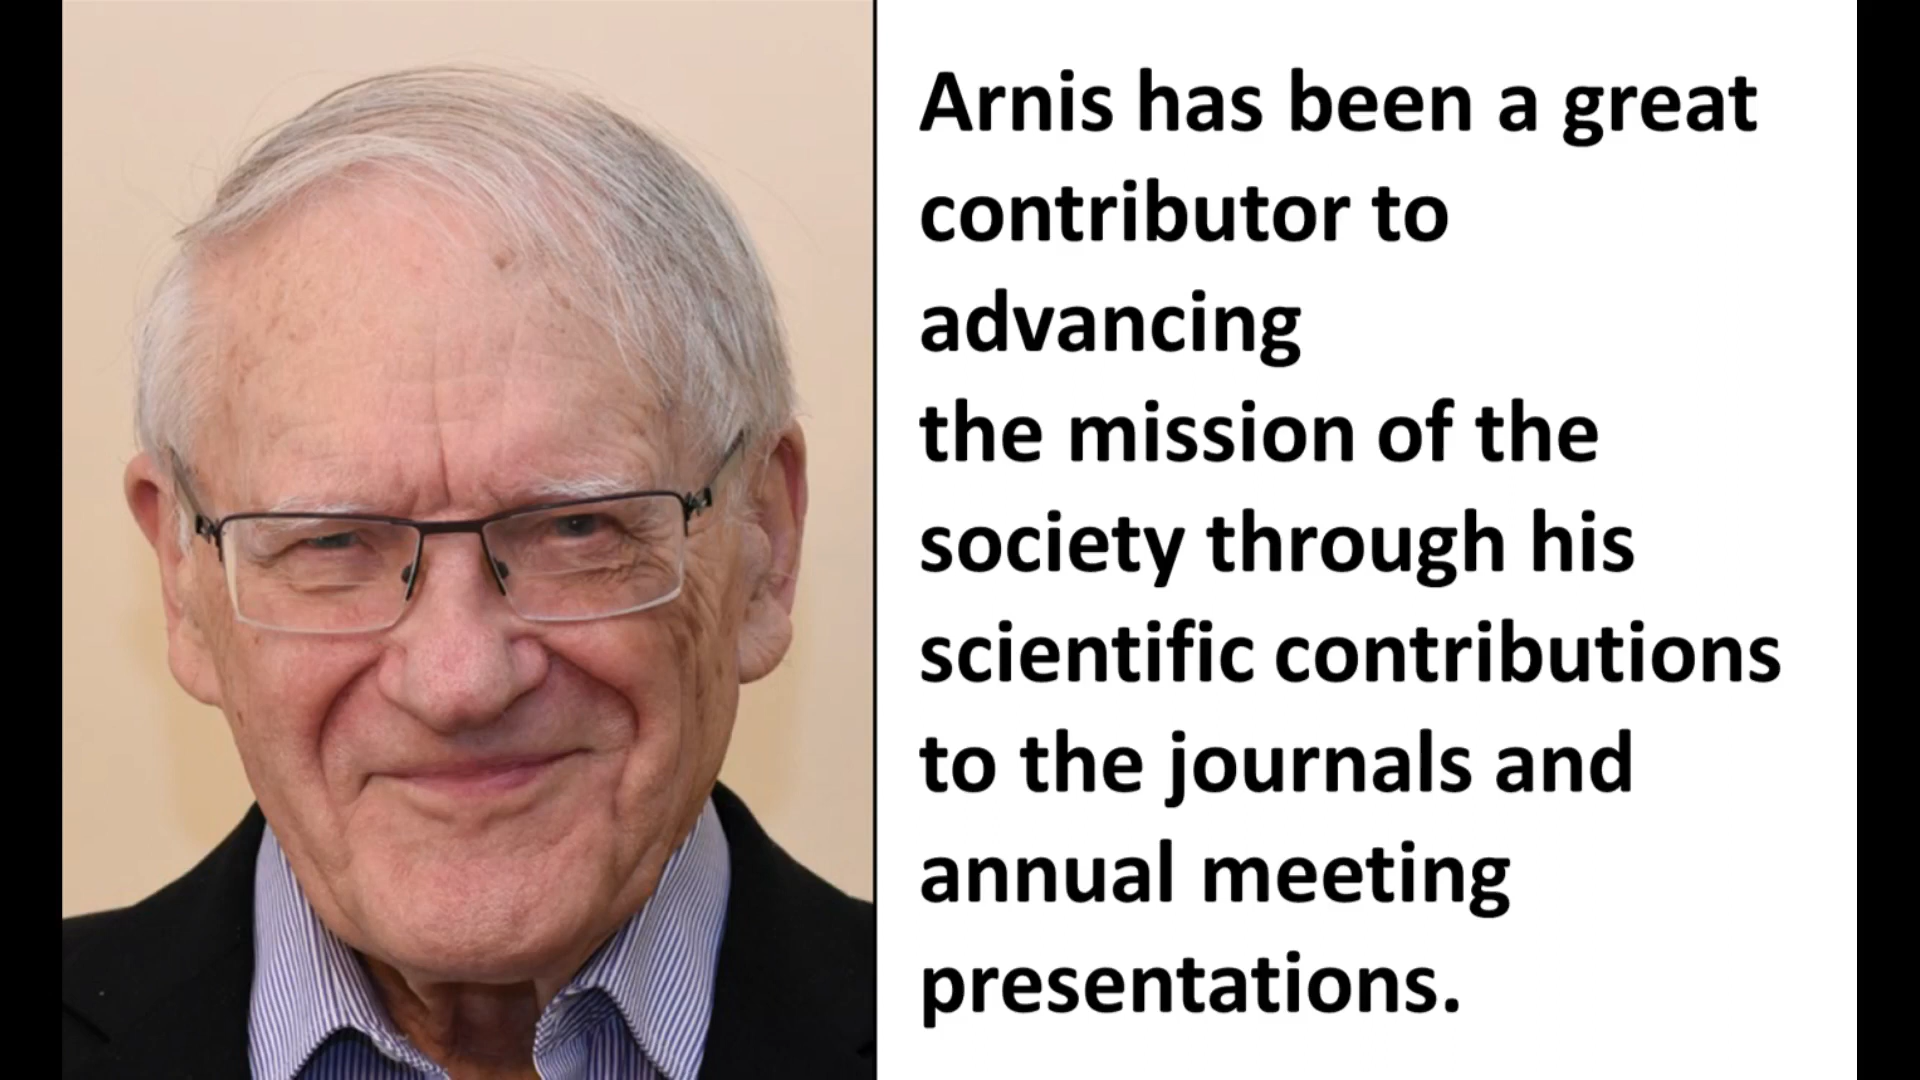 Arnis has been a great
contributor to
advancing
the mission of the
society through his
scientific contributions
to the journals and
annual meeting
presentations.